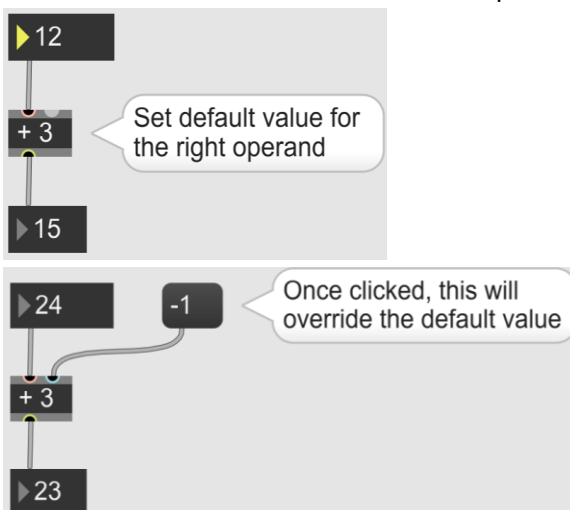 12
+ 3
Set default value for
the right operand
15
24
-1
Once clicked, this will
override the default value
+ 3
23